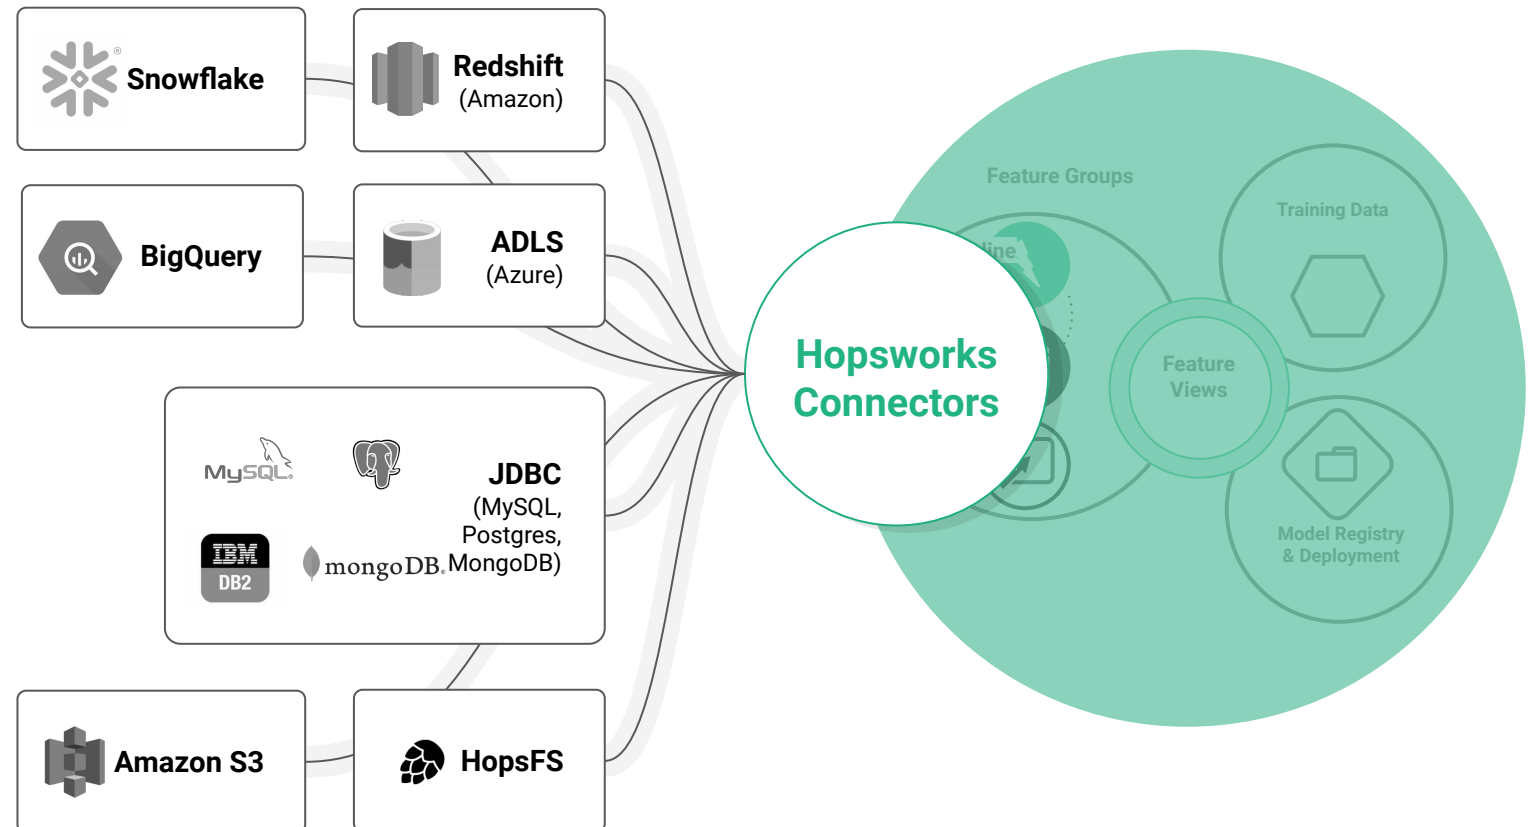 Snowflake
®
Redshift
(Amazon)
BigQuery
ADLS
(Azure)
MySQL®
IBM
DB2
mongoDB®
JDBC
(MySQL,
Postgres,
MongoDB)
Amazon S3
HopsFS
Hopsworks
Connectors
Feature Groups
Training Data
Feature
Views
Model Registry
& Deployment